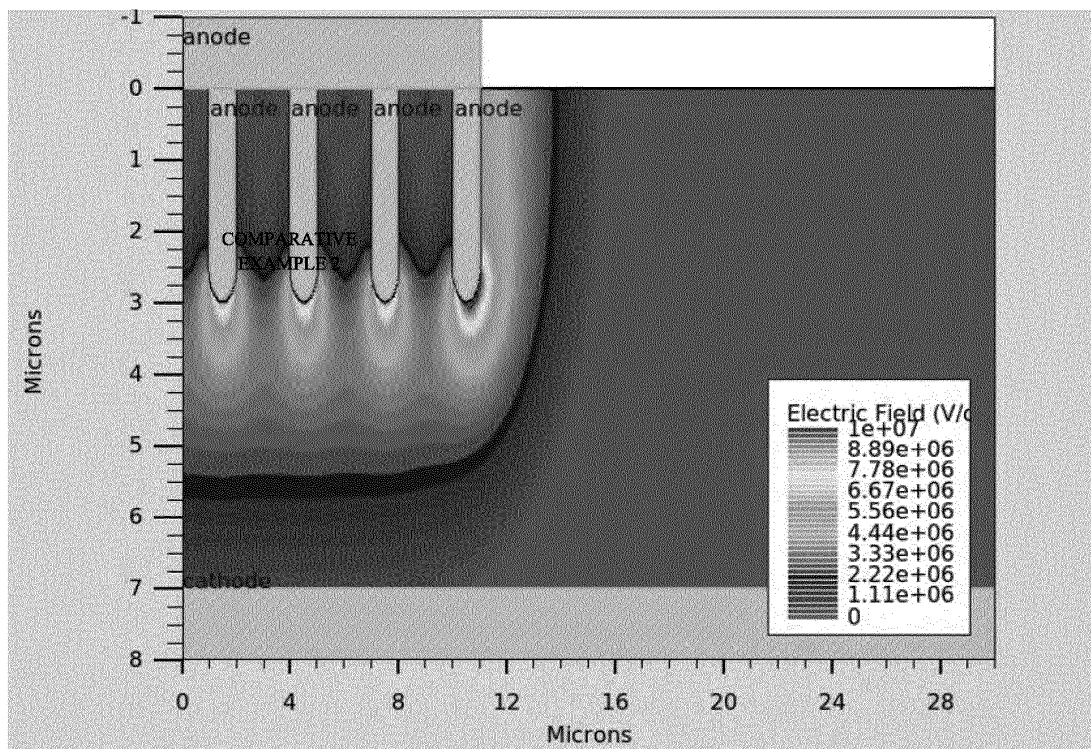 -1
anode
0
anode anode anode anode
1
2
COMPARATIVE
EXAMPLE 2
3
4
5
6
cathode
7
8
Microns
Electric Field (V/c
1e+07
8.89e+06
7.78e+06
6.67e+06
5.56e+06
4.44e+06
3.33e+06
2.22e+06
1.11e+06
0
0 4 8 12 16 20 24 28
Microns